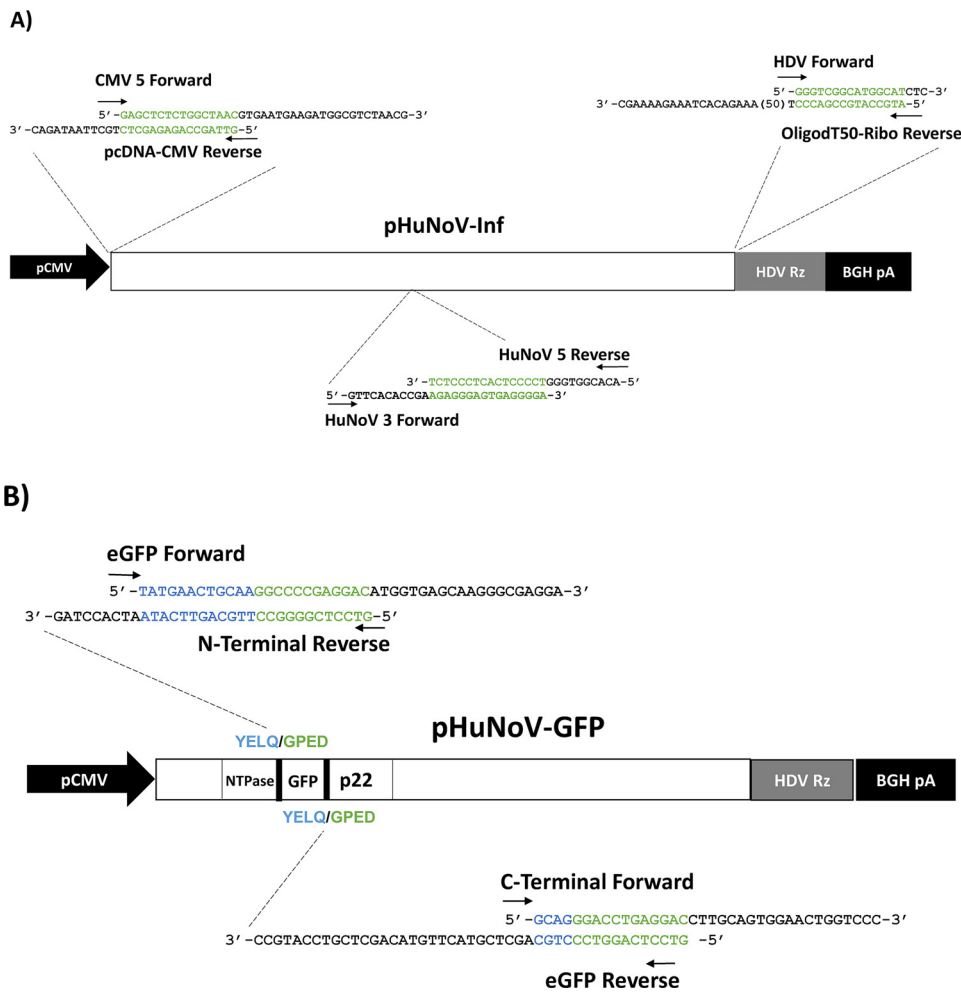 A)
CMV 5 Forward
5’-GAGCTCTCTGGCTAACGTGAATGAAGATGGCGTCTAACG-3’
3’-CAGATAATTCGTCTCGAGAGACCGATTG-5’
pcDNA-CMV Reverse
HDV Forward
5’-GGGTCGGCATGGCATCTC-3’
3’-CGAAAAGAAATCACAGAAA(50)TCCCAGCCGTACCGTA-5’
OligodT50-Ribo Reverse
pHuNoV-Inf
pCMV
HDV Rz
BGH pA
HuNoV 5 Reverse
3’-TCTCCCTCACTCCCCTGGGTGGCACA-5’
5’-GTTCACACCGAAGAGGGAGTGAGGGGA-3’
HuNoV 3 Forward
B)
eGFP Forward
5’-TATGAACTGCAAGGCCCCGAGGACATGGTGAGCAAGGGCGAGGA-3’
3’-GATCCACTAATACTTGACGTTCCGGGGCTCCTG-5’
N-Terminal Reverse
pHuNoV-GFP
YELQ/GPED
pCMV
NTPase
GFP
p22
HDV Rz
BGH pA
YELQ/GPED
C-Terminal Forward
5’-GCAGGGACCTGAGGACCTTGCAGTGGAACTGGTCCC-3’
3’-CCGTACCTGCTCGACATGTTCATGCTCGACGTCCCTGGACTCCTG -5’
eGFP Reverse